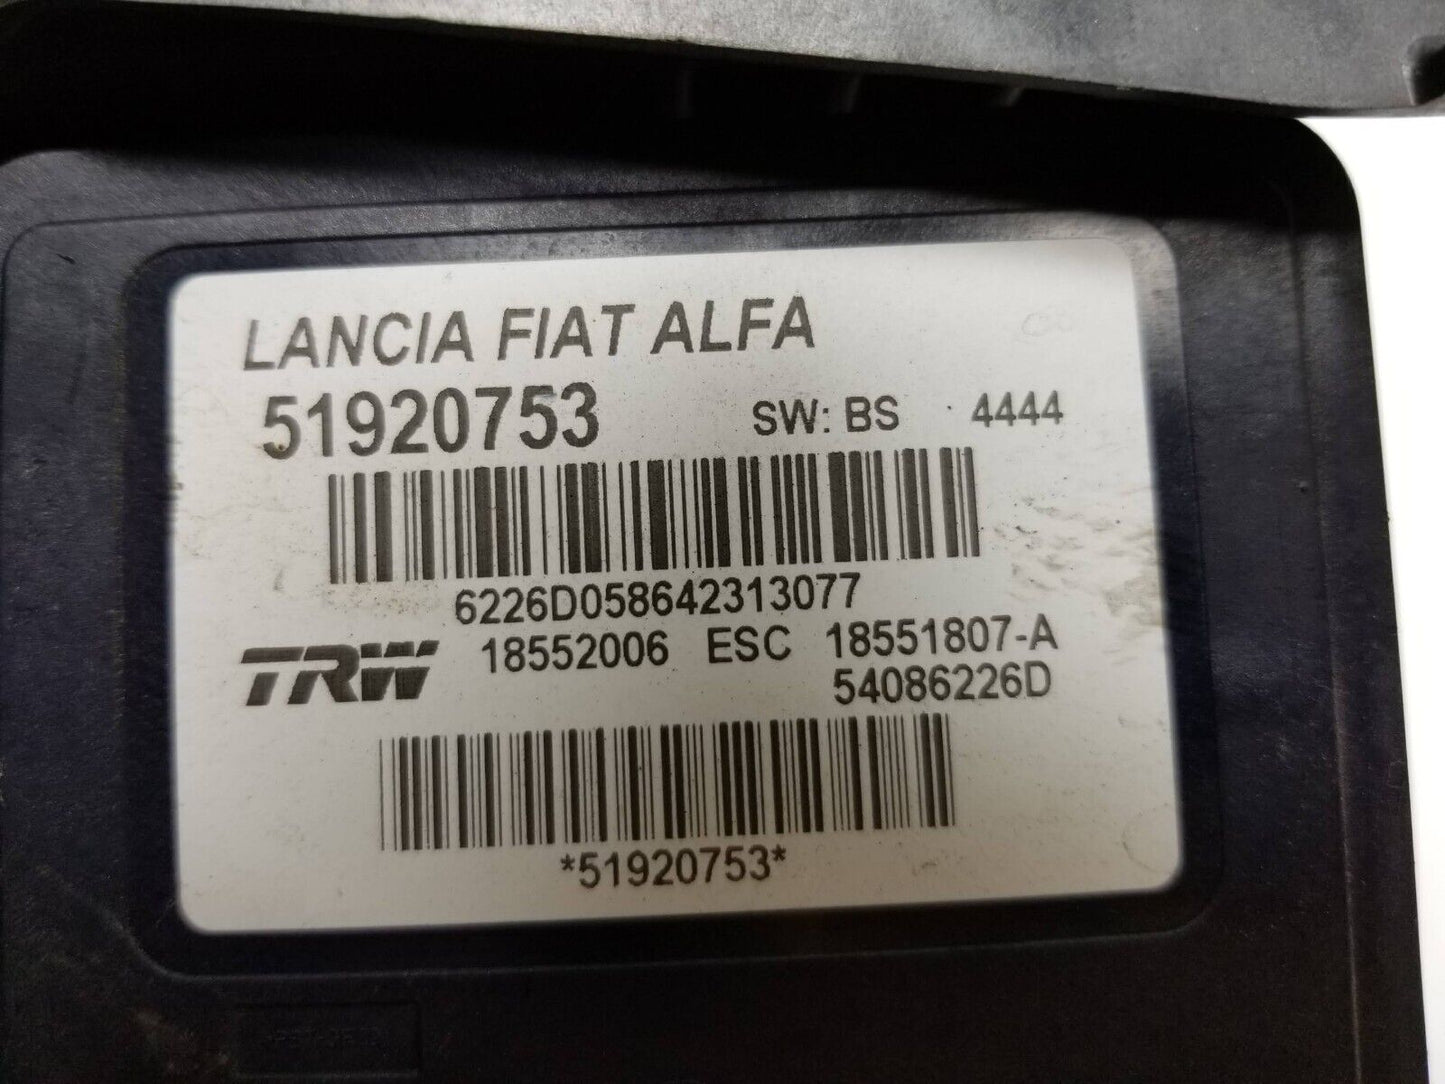 LANCIA FIAT ALFA
51920753 SW: BS 4444
6226D058642313077
TRW 18552006 ESC 18551807-A
54086226D
*51920753*